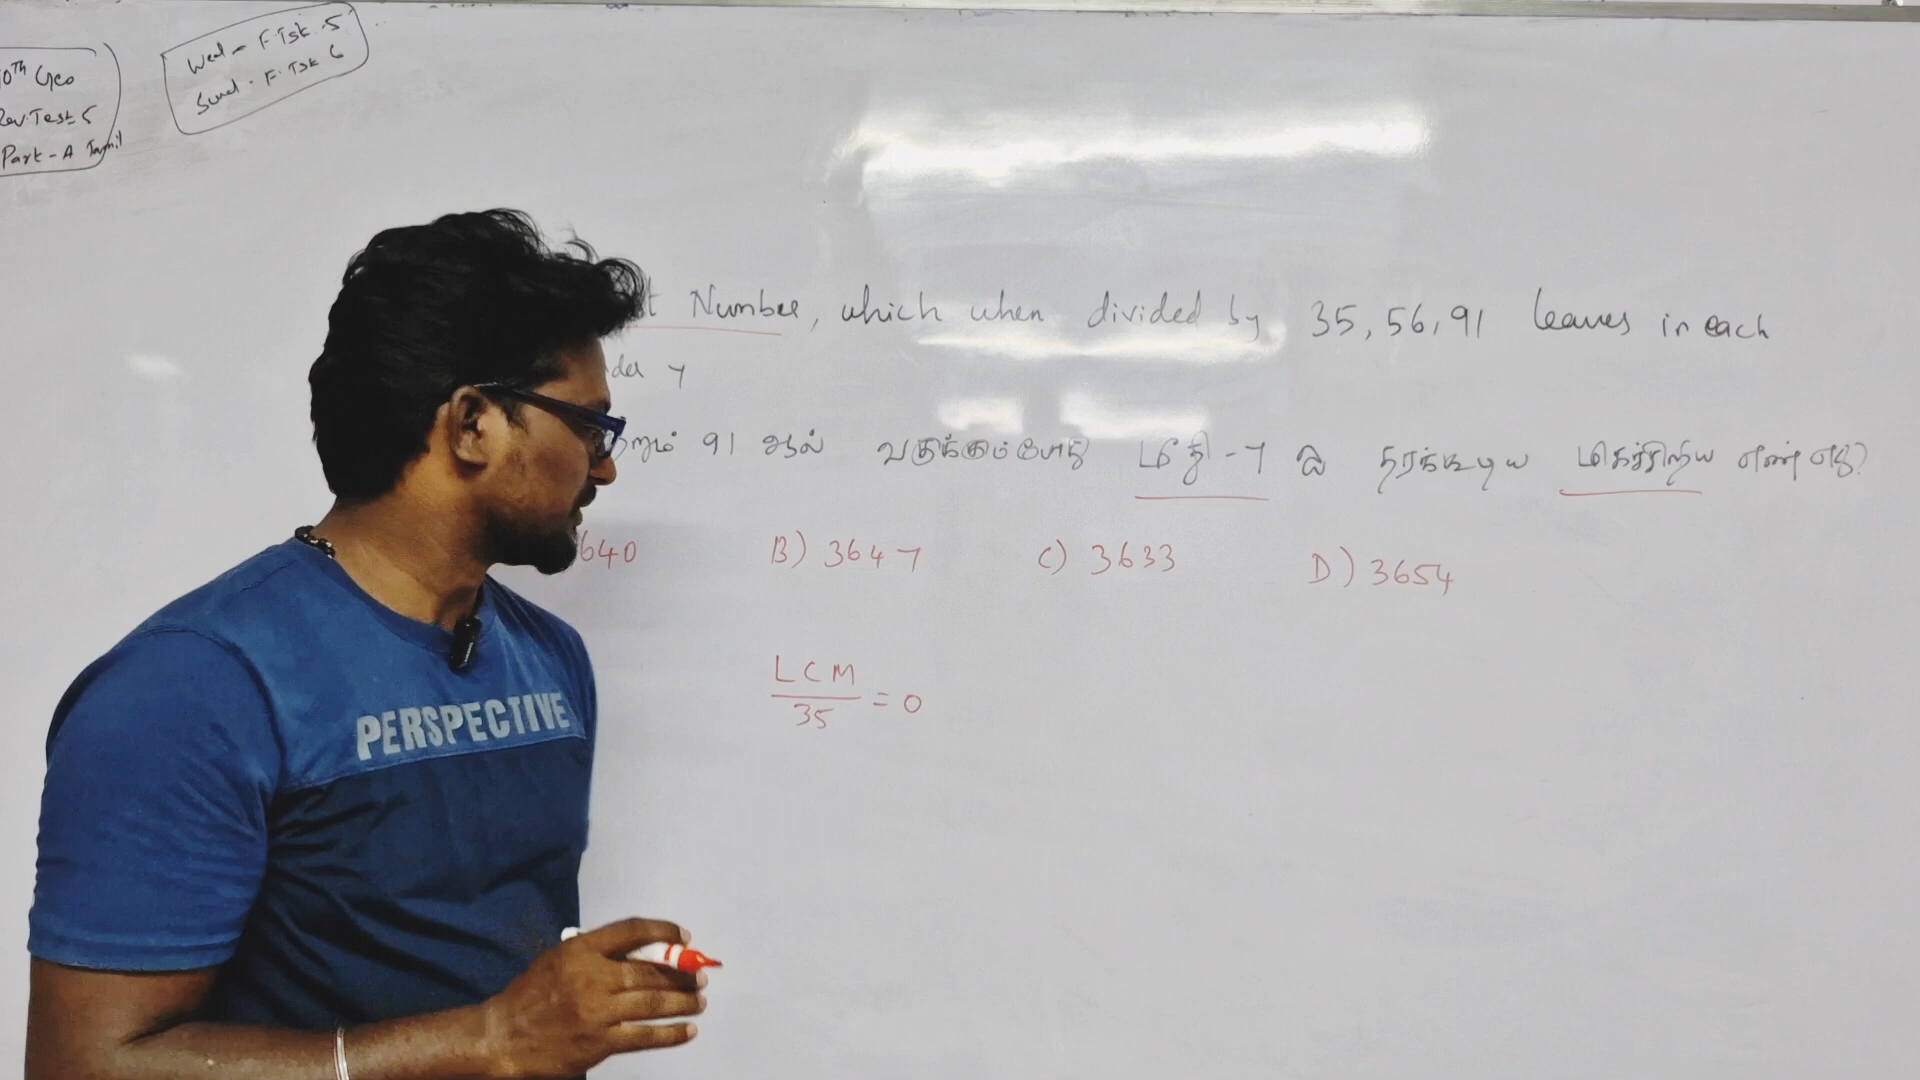 10TH Geo
Rev. Test 5
Part - A Tamil
Wed - F. Tst. 5
Sund - F. Tst 6
st Number, which when divided by 35, 56, 91 leaves in each
nder 7
ற்றும் 91 ஆல் வகுக்கும்போது மீதி - 7 ஐ தரக்கூடிய மிகச்சிறிய எண் எது?
640 B) 3647 C) 3633 D) 3654
LCM
35 = 0
PERSPECTIVE